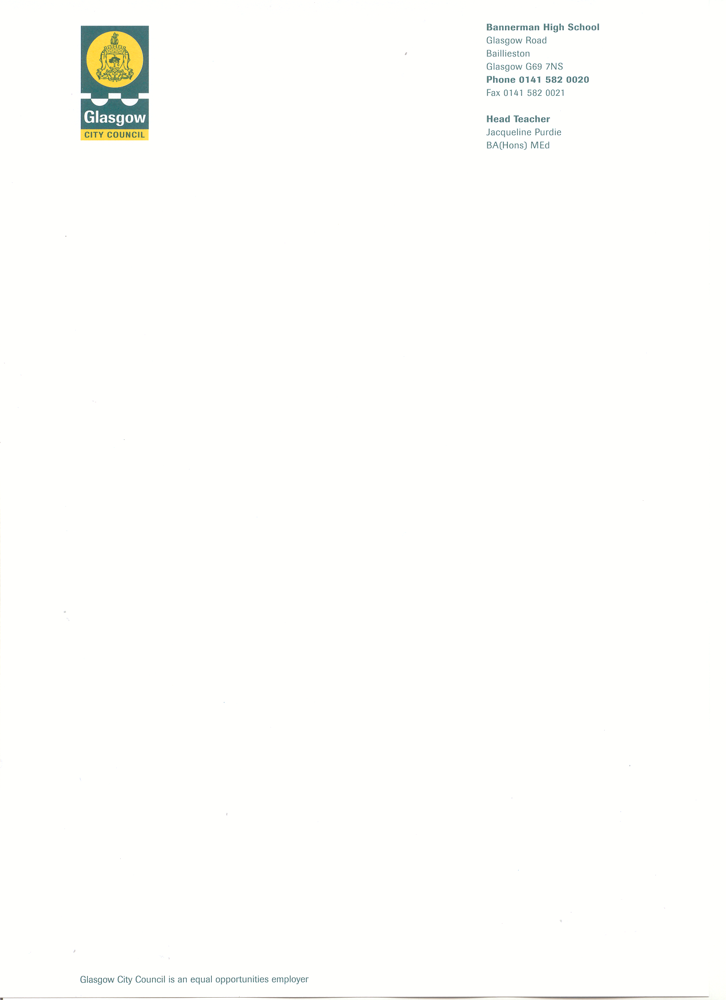 Glasgow
CITY COUNCIL
Bannerman High School
Glasgow Road
Baillieston
Glasgow G69 7NS
Phone 0141 582 0020
Fax 0141 582 0021
Head Teacher
Jacqueline Purdie
BA(Hons) MEd
Glasgow City Council is an equal opportunities employer